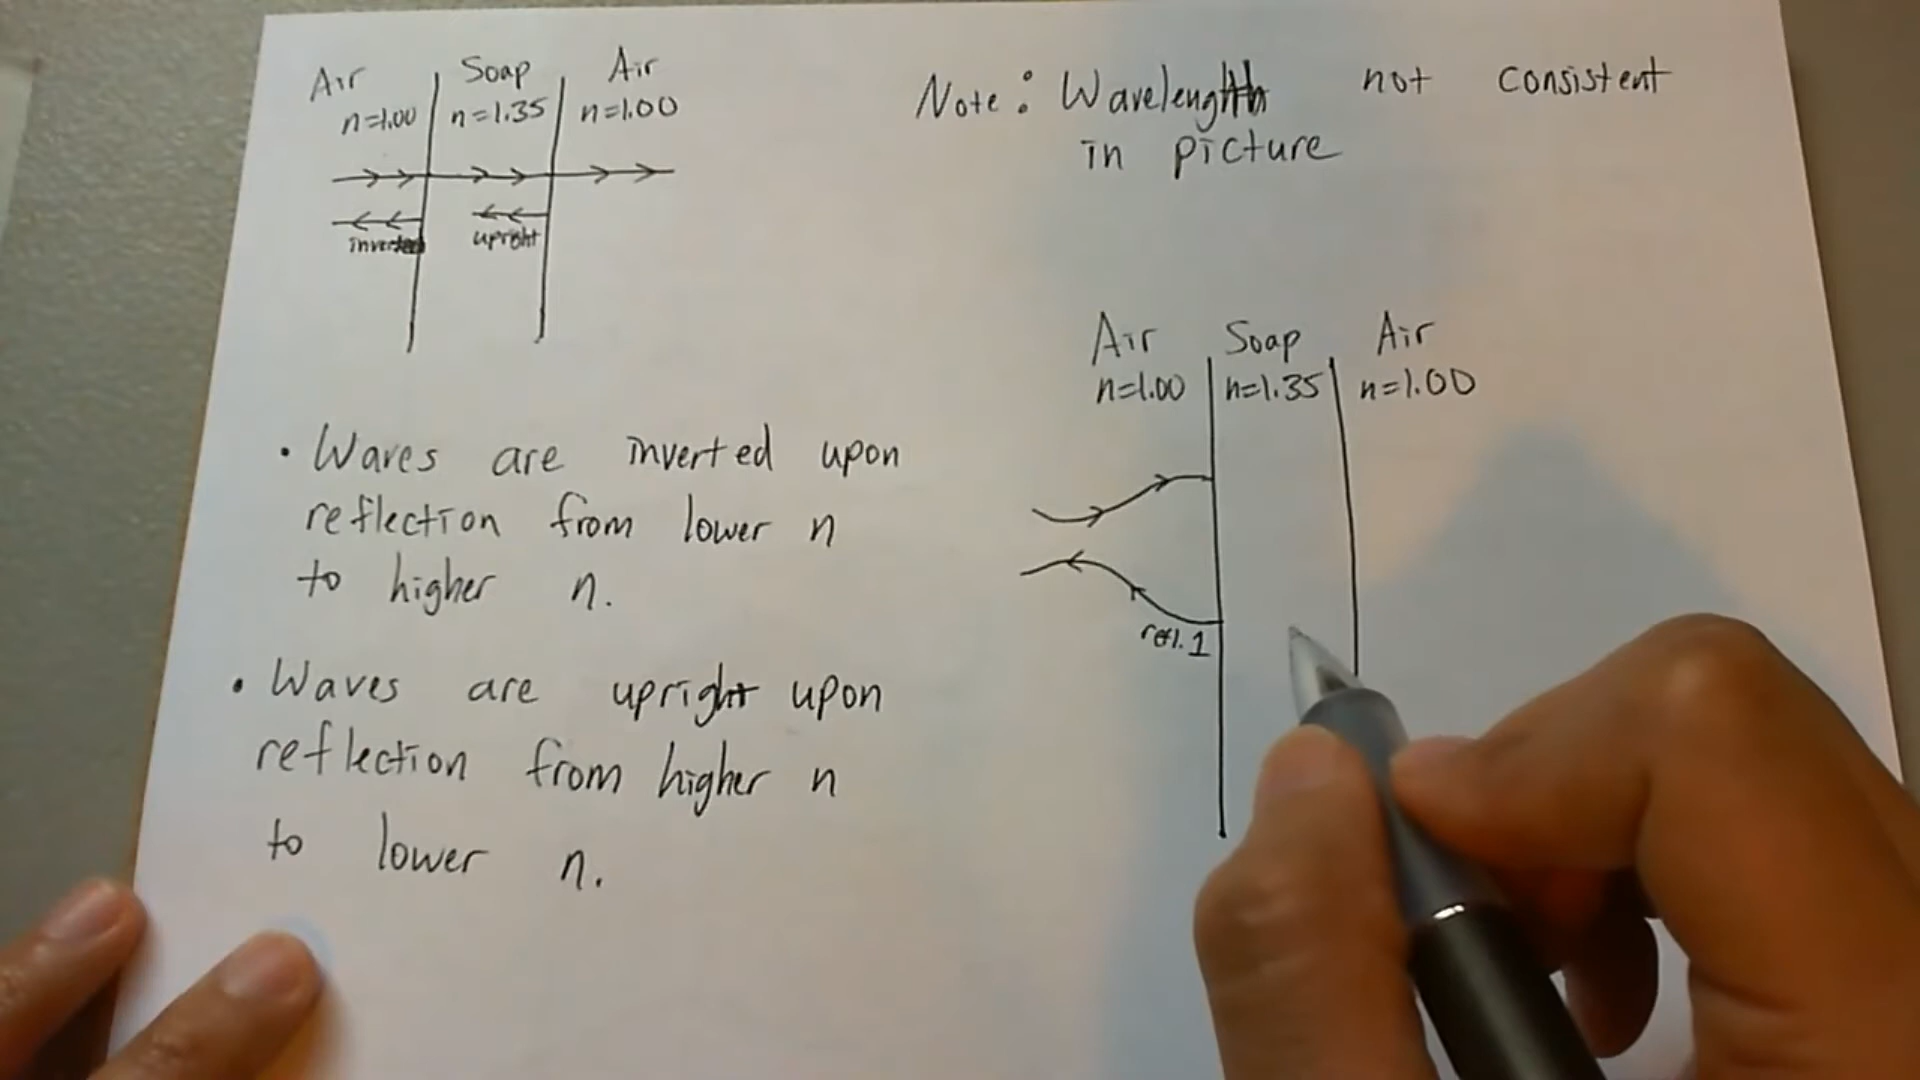 Air Soap Air
n=1.00 n=1.35 n=1.00
inverted upright
Note: Wavelength not consistent
in picture
Air Soap Air
n=1.00 n=1.35 n=1.00
refl. 1
• Waves are inverted upon
reflection from lower n
to higher n.
• Waves are upright upon
reflection from higher n
to lower n.